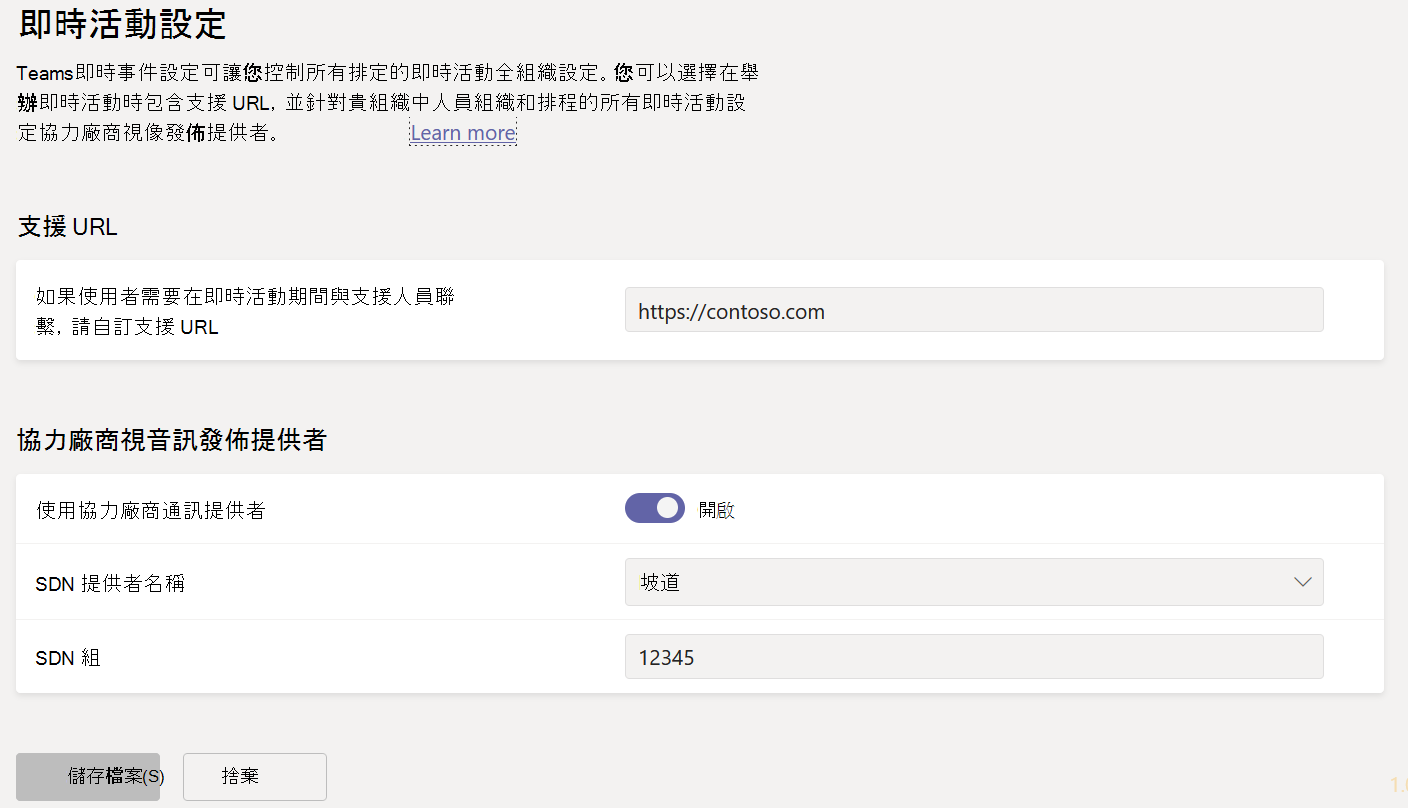 即時活動設定
Teams即時事件設定可讓您控制所有排定的即時活動全組織設定。您可以選擇在舉
辦即時活動時包含支援 URL, 並針對貴組織中人員組織和排程的所有即時活動設
定協力廠商視像發佈提供者。 Learn more
支援 URL
如果使用者需要在即時活動期間與支援人員聯
繫, 請自訂支援 URL
https://contoso.com
協力廠商視音訊發佈提供者
使用協力廠商通訊提供者
開啟
SDN 提供者名稱
坡道
SDN 組
12345
儲存檔案(S)
捨棄